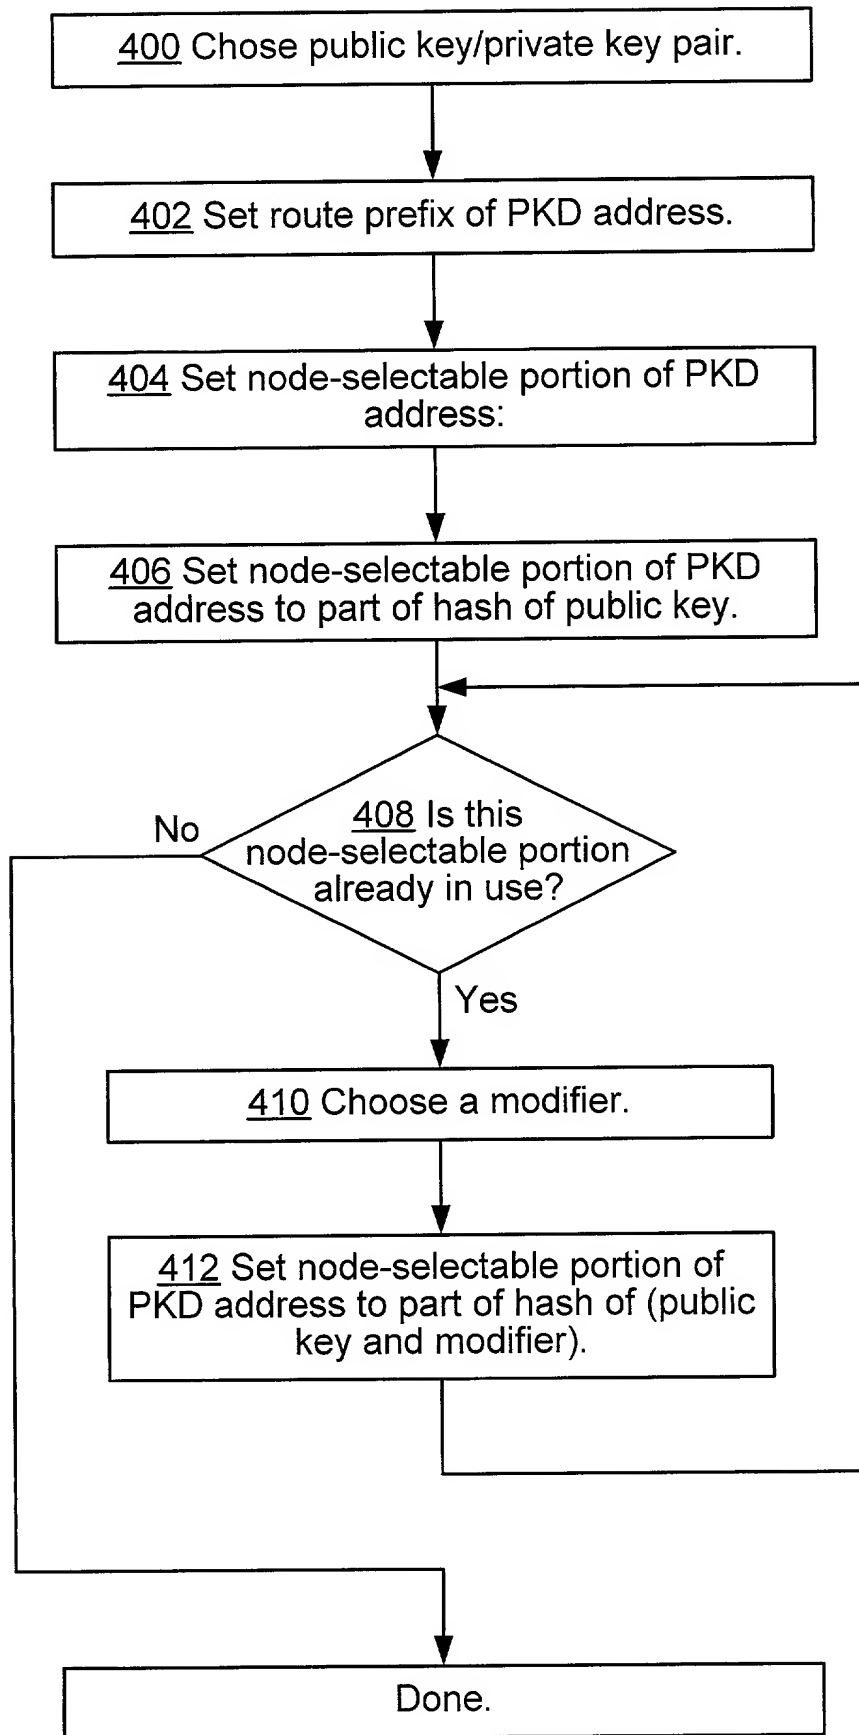 400 Chose public key/private key pair.
402 Set route prefix of PKD address.
404 Set node-selectable portion of PKD
address:
406 Set node-selectable portion of PKD
address to part of hash of public key.
No
408 Is this
node-selectable portion
already in use?
Yes
410 Choose a modifier.
412 Set node-selectable portion of
PKD address to part of hash of (public
key and modifier).
Done.